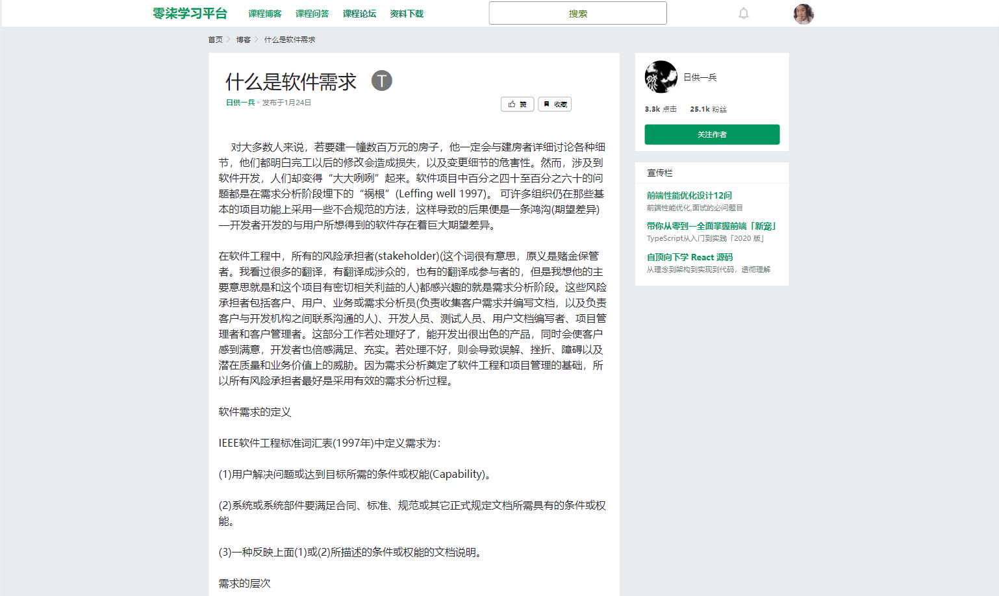 零柒学习平台 课程博客 课程问答 课程论坛 资料下载 搜索
首页 博客 什么是软件需求
什么是软件需求 T
日供一兵 发布于1月24日
赞 收藏
对大多数人来说，若要建一幢数百万元的房子，他一定会与建房者详细讨论各种细
节，他们都明白完工以后的修改会造成损失，以及变更细节的危害性。然而，涉及到
软件开发，人们却变得“大大咧咧”起来。软件项目中百分之四十至百分之六十的问
题都是在需求分析阶段埋下的“祸根”(Leffing well 1997)。 可许多组织仍在那些基
本的项目功能上采用一些不合规范的方法，这样导致的后果便是一条鸿沟(期望差异)
—开发者开发的与用户所想得到的软件存在着巨大期望差异。
在软件工程中，所有的风险承担者(stakeholder)(这个词很有意思，原义是赌金保管
者。我看过很多的翻译，有翻译成涉众的，也有的翻译成参与者的，但是我想他的主
要意思就是和这个项目有密切相关利益的人)都感兴趣的就是需求分析阶段。这些风险
承担者包括客户、用户、业务或需求分析员(负责收集客户需求并编写文档，以及负责
客户与开发机构之间联系沟通的人)、开发人员、测试人员、用户文档编写者、项目管
理者和客户管理者。这部分工作若处理好了，能开发出很出色的产品，同时会使客户
感到满意，开发者也倍感满足、充实。若处理不好，则会导致误解、挫折、障碍以及
潜在质量和业务价值上的威胁。因为需求分析奠定了软件工程和项目管理的基础，所
以所有风险承担者最好是采用有效的需求分析过程。
软件需求的定义
IEEE软件工程标准词汇表(1997年)中定义需求为：
(1)用户解决问题或达到目标所需的条件或权能(Capability)。
(2)系统或系统部件要满足合同、标准、规范或其它正式规定文档所需具有的条件或权
能。
(3)一种反映上面(1)或(2)所描述的条件或权能的文档说明。
需求的层次
日供一兵
3.3k 点击 25.1k 粉丝
关注作者
宣传栏
前端性能优化设计12问
前端性能优化,面试的必问题目
带你从零到一全面掌握前端「新宠」
TypeScript从入门到实践「2020 版」
自顶向下学 React 源码
从理念到架构到实现到代码，透彻理解